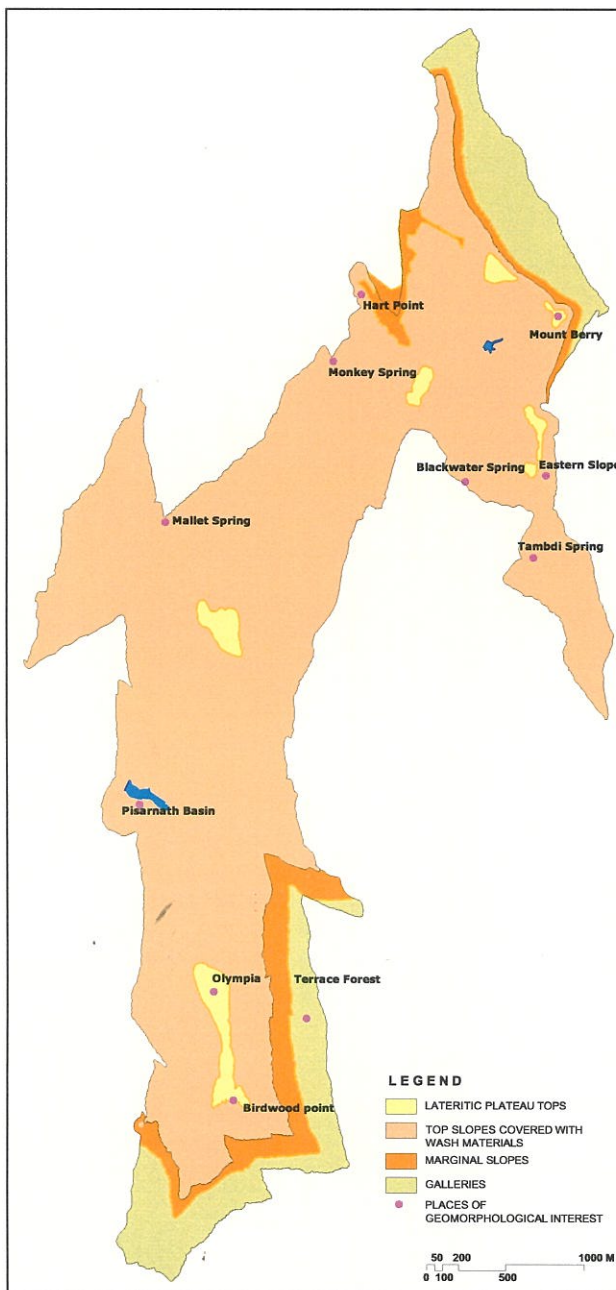 Hart Point
Mount Berry
Monkey Spring
Blackwater Spring
Eastern Slope
Mallet Spring
Tambdi Spring
Pisarnath Basin
Olympia
Terrace Forest
Birdwood point
LEGEND
LATERITIC PLATEAU TOPS
TOP SLOPES COVERED WITH
WASH MATERIALS
MARGINAL SLOPES
GALLERIES
PLACES OF
GEOMORPHOLOGICAL INTEREST
50 200 1000 M
0 100 500